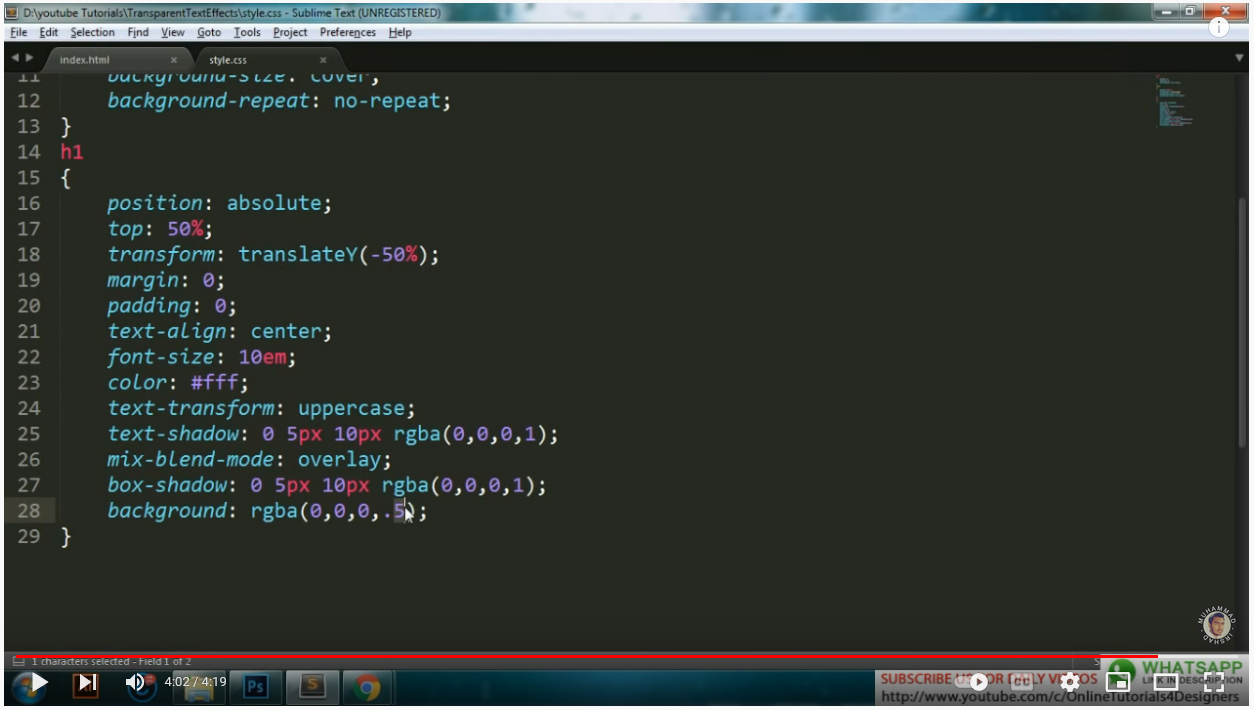 D:\youtube Tutorials\TransparentTextEffects\style.css - Sublime Text (UNREGISTERED)
File Edit Selection Find View Goto Tools Project Preferences Help
index.html × style.css ×
11 background-size: cover;
12 background-repeat: no-repeat;
13 }
14 h1
15 {
16 position: absolute;
17 top: 50%;
18 transform: translateY(-50%);
19 margin: 0;
20 padding: 0;
21 text-align: center;
22 font-size: 10em;
23 color: #fff;
24 text-transform: uppercase;
25 text-shadow: 0 5px 10px rgba(0,0,0,1);
26 mix-blend-mode: overlay;
27 box-shadow: 0 5px 10px rgba(0,0,0,1);
28 background: rgba(0,0,0,.5);
29 }
MUHAMMAD
IRSHAD
1 characters selected - Field 1 of 2
4:02 / 4:19
Ps
S
SUBSCRIBE
WHATSAPP
LINK IN DESCRIPTION
http://www.youtube.com/c/OnlineTutorials4Designers